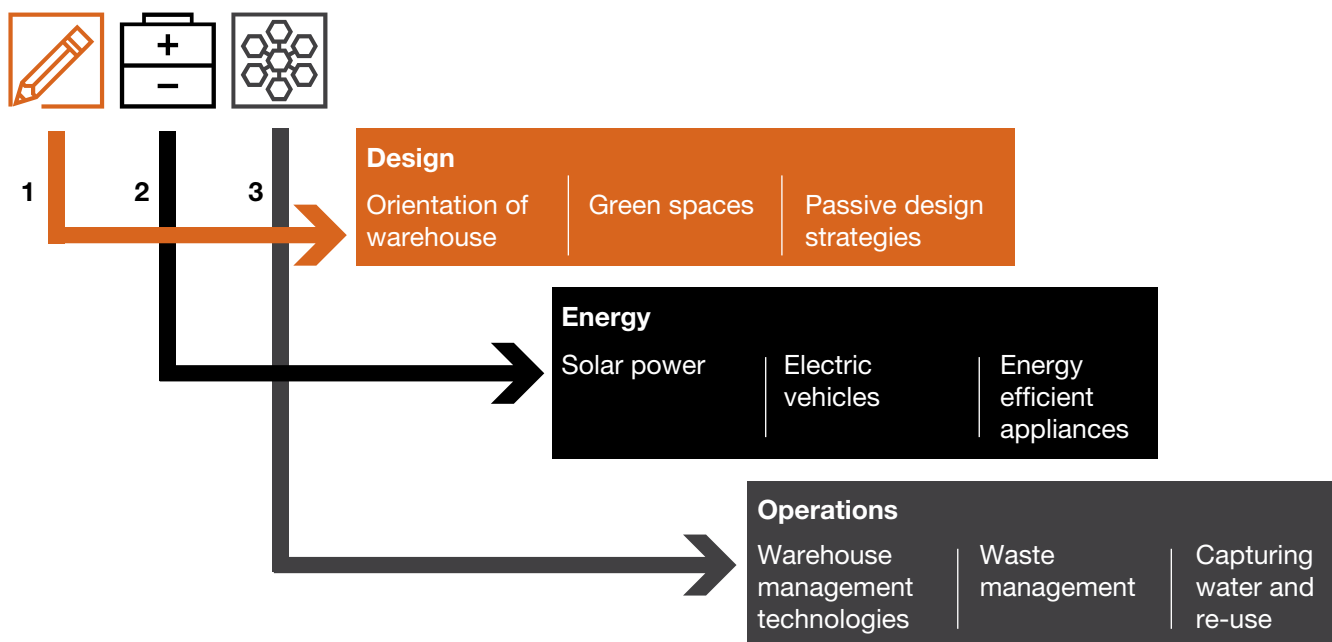 +
−
1
2
3
Design
Orientation of
warehouse
Green spaces
Passive design
strategies
Energy
Solar power
Electric
vehicles
Energy
efficient
appliances
Operations
Warehouse
management
technologies
Waste
management
Capturing
water and
re-use